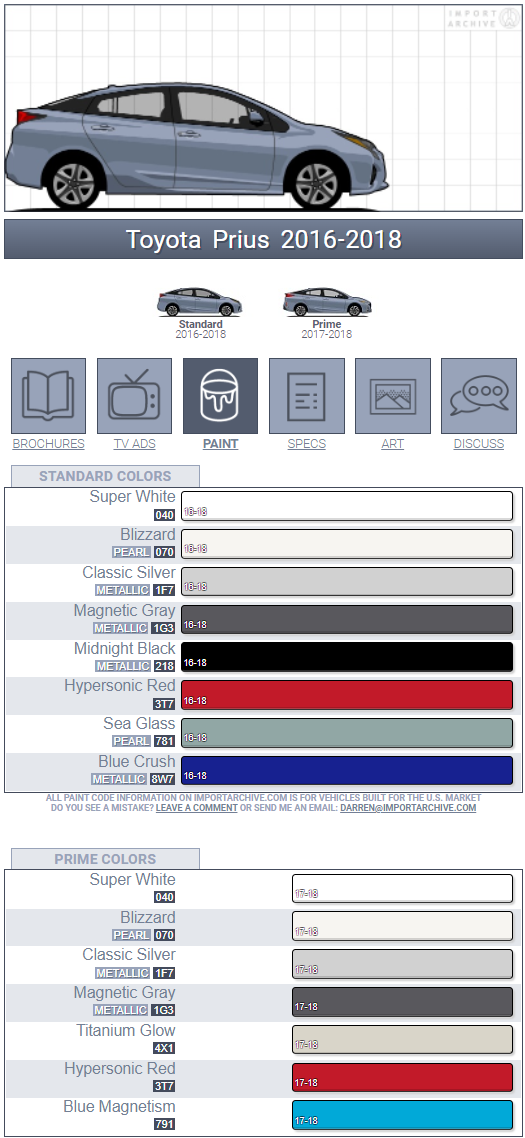 IMPORT
ARCHIVE
Toyota Prius 2016-2018
Standard
2016-2018
Prime
2017-2018
BROCHURES
TV ADS
PAINT
SPECS
ART
DISCUSS
STANDARD COLORS
Super White
040
16-18
Blizzard
PEARL 070
16-18
Classic Silver
METALLIC 1F7
16-18
Magnetic Gray
METALLIC 1G3
16-18
Midnight Black
METALLIC 218
16-18
Hypersonic Red
3T7
16-18
Sea Glass
PEARL 781
16-18
Blue Crush
METALLIC 8W7
16-18
ALL PAINT CODE INFORMATION ON IMPORTARCHIVE.COM IS FOR VEHICLES BUILT FOR THE U.S. MARKET
DO YOU SEE A MISTAKE? LEAVE A COMMENT OR SEND ME AN EMAIL: DARREN@IMPORTARCHIVE.COM
PRIME COLORS
Super White
040
17-18
Blizzard
PEARL 070
17-18
Classic Silver
METALLIC 1F7
17-18
Magnetic Gray
METALLIC 1G3
17-18
Titanium Glow
4X1
17-18
Hypersonic Red
3T7
17-18
Blue Magnetism
791
17-18